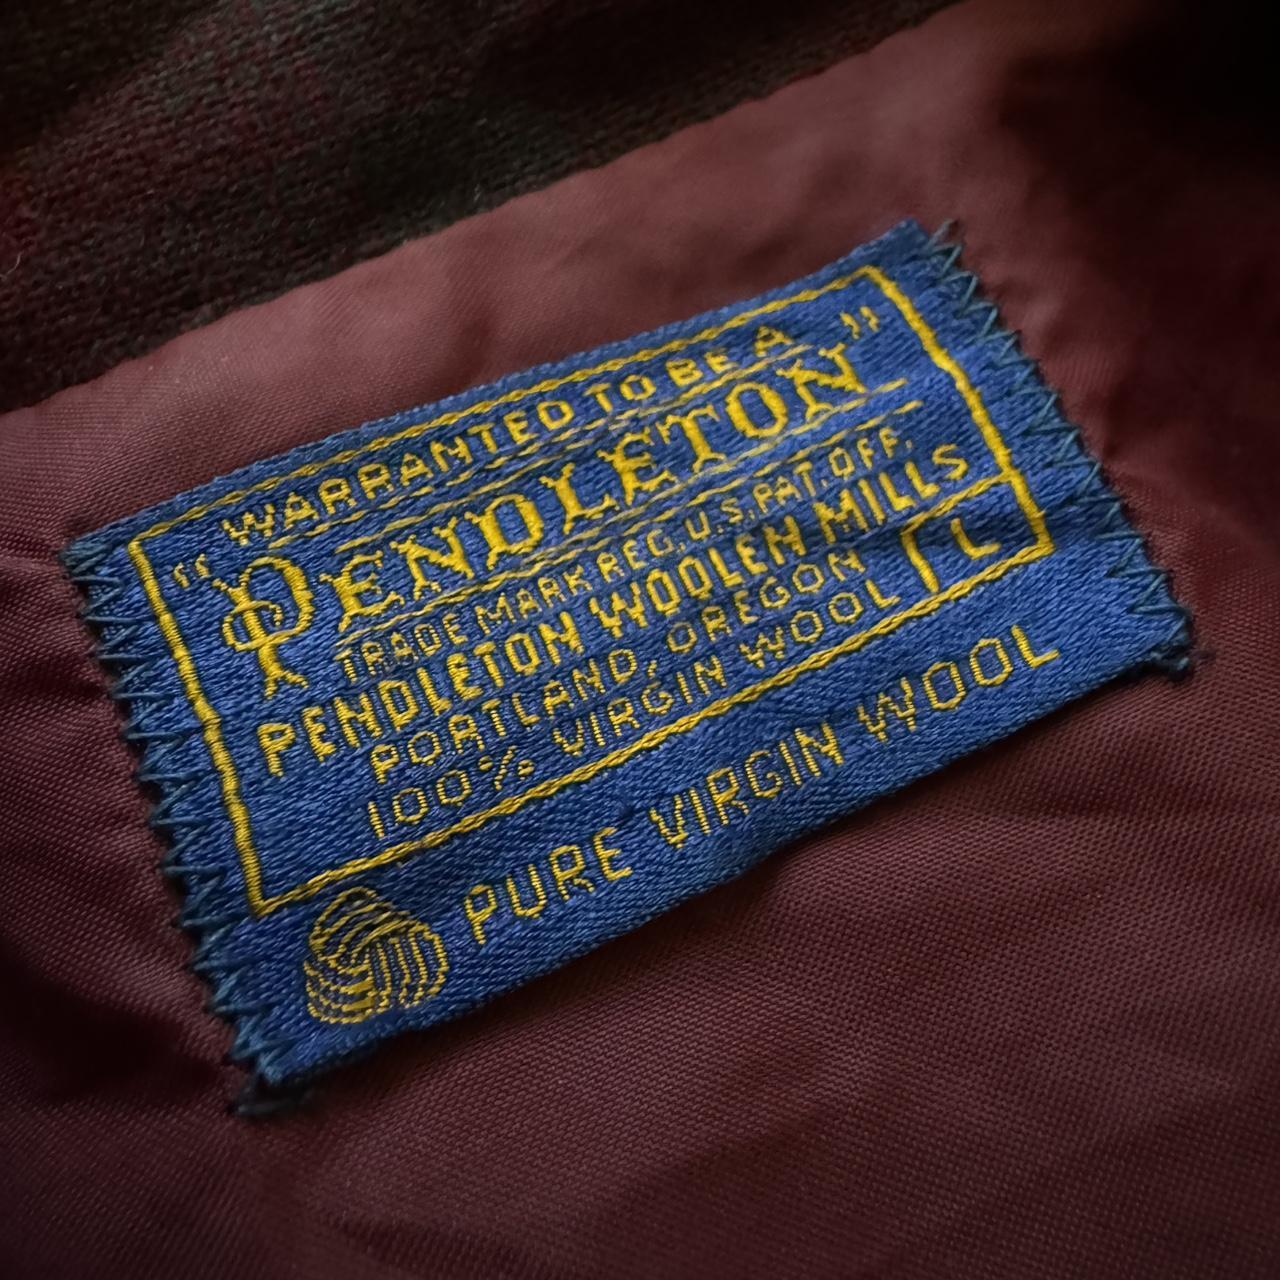 WARRANTED TO BE A
"PENDLETON"
TRADE MARK REG. U.S. PAT. OFF.
PENDLETON WOOLEN MILLS
PORTLAND, OREGON
100% VIRGIN WOOL
L
PURE VIRGIN WOOL